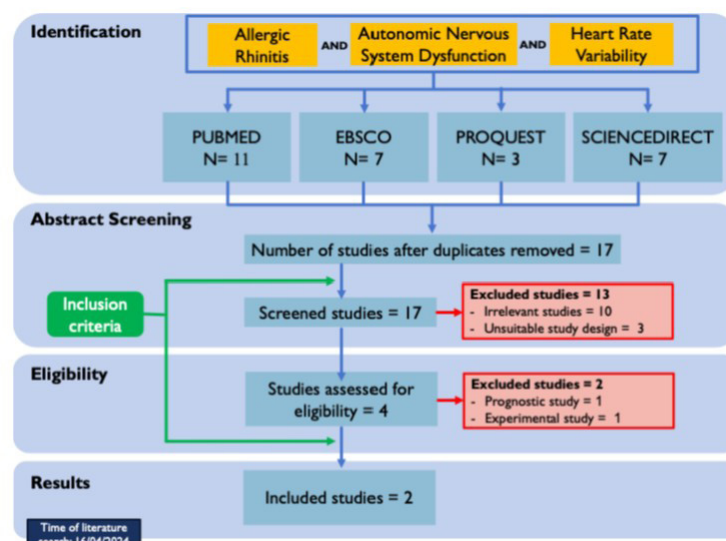 Identification
Allergic
Rhinitis
AND
Autonomic Nervous
System Dysfunction
AND
Heart Rate
Variability
PUBMED
N= 11
EBSCO
N= 7
PROQUEST
N= 3
SCIENCEDIRECT
N= 7
Abstract Screening
Number of studies after duplicates removed = 17
Inclusion
criteria
Screened studies = 17
Excluded studies = 13
- Irrelevant studies = 10
- Unsuitable study design = 3
Eligibility
Studies assessed for
eligibility = 4
Excluded studies = 2
- Prognostic study = 1
- Experimental study = 1
Results
Included studies = 2
Time of literature